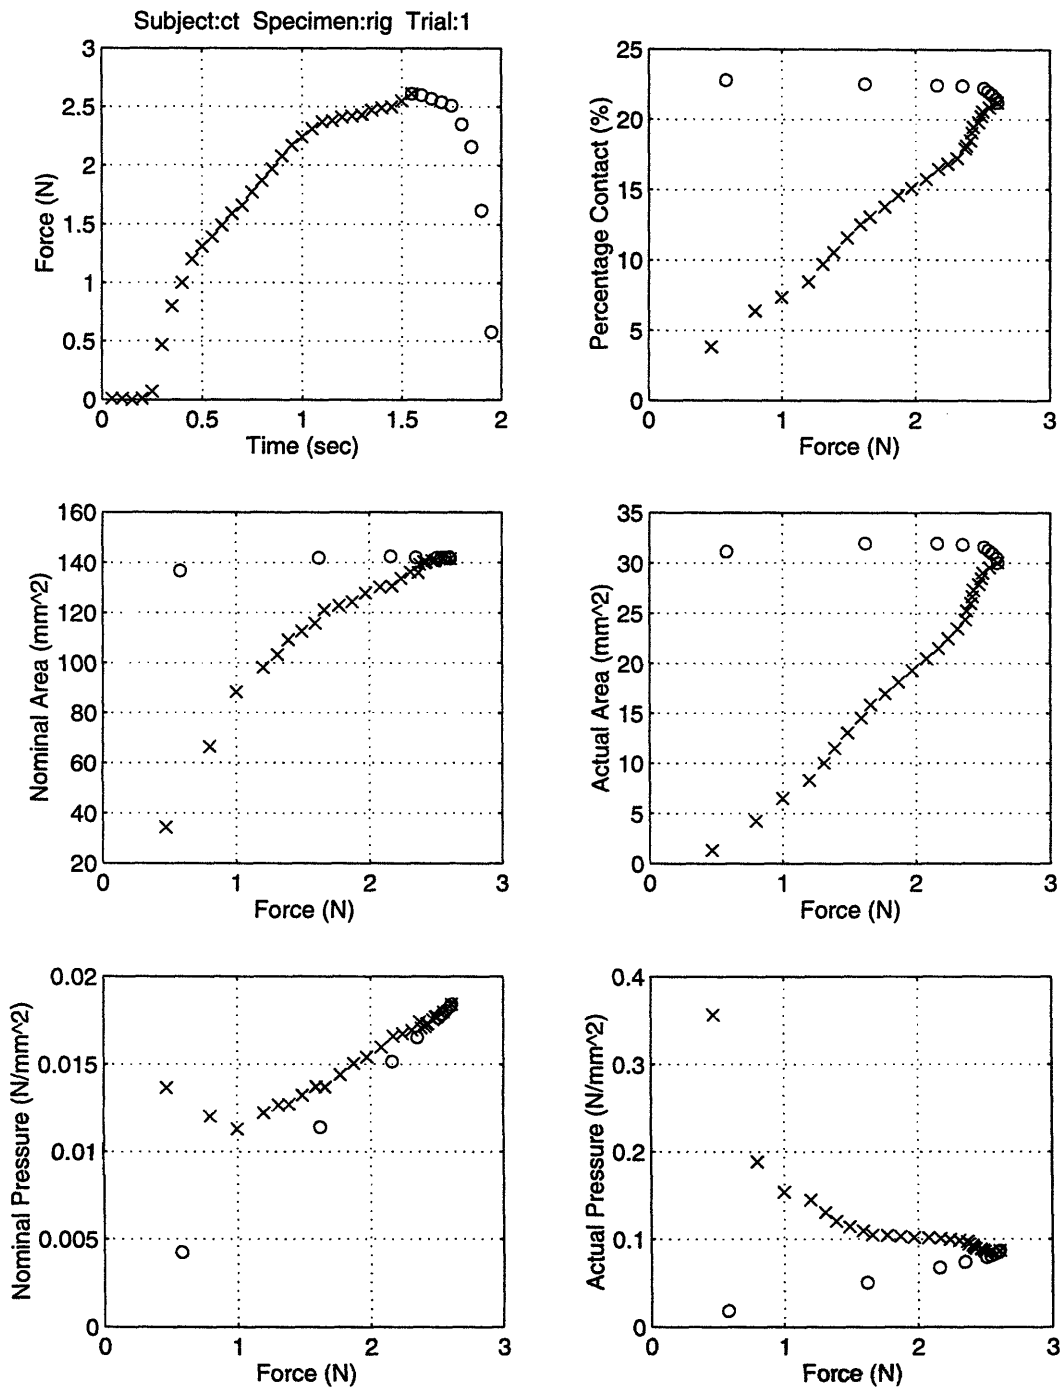 Subject:ct Specimen:rig Trial:1
3
2.5
2
1.5
1
0.5
0
Force (N)
0 0.5 1 1.5 2
Time (sec)
25
20
15
10
5
0
Percentage Contact (%)
0 1 2 3
Force (N)
160
140
120
100
80
60
40
20
Nominal Area (mm^2)
0 1 2 3
Force (N)
35
30
25
20
15
10
5
0
Actual Area (mm^2)
0 1 2 3
Force (N)
0.02
0.015
0.01
0.005
0
Nominal Pressure (N/mm^2)
0 1 2 3
Force (N)
0.4
0.3
0.2
0.1
0
Actual Pressure (N/mm^2)
0 1 2 3
Force (N)